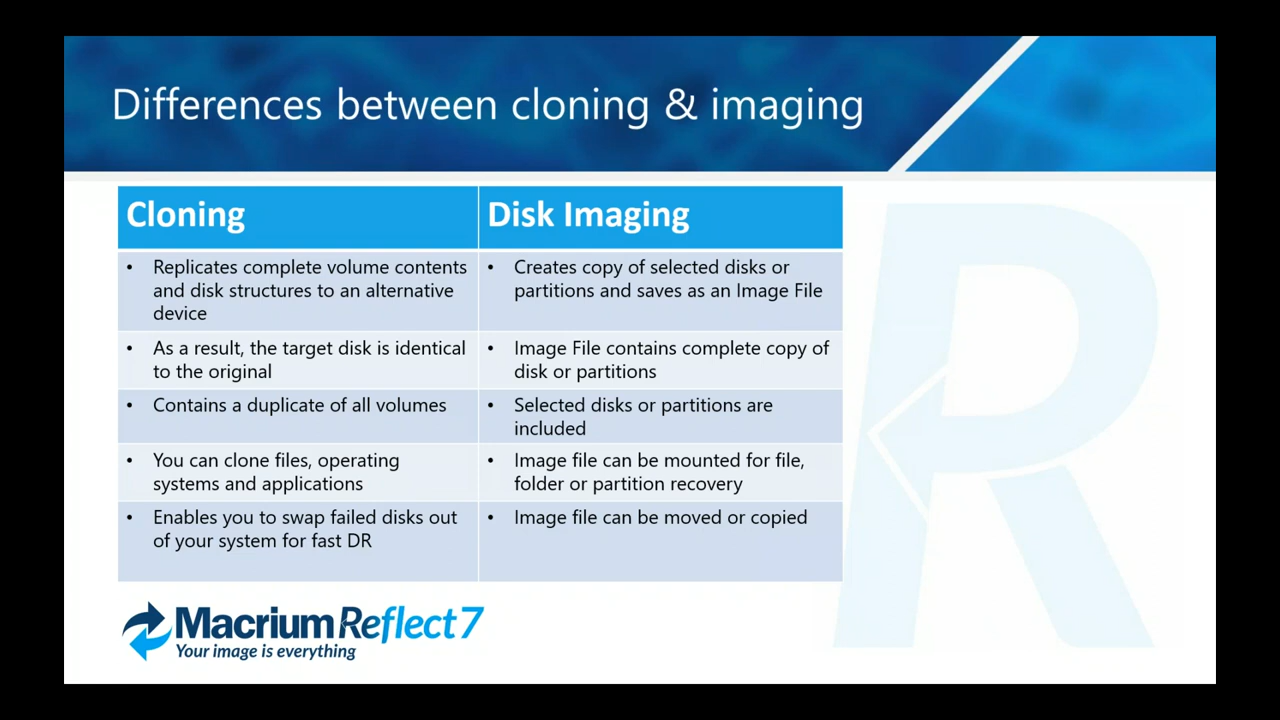 Differences between cloning & imaging
Cloning
Disk Imaging
• Replicates complete volume contents
and disk structures to an alternative
device
• Creates copy of selected disks or
partitions and saves as an Image File
• As a result, the target disk is identical
to the original
• Image File contains complete copy of
disk or partitions
• Contains a duplicate of all volumes
• Selected disks or partitions are
included
• You can clone files, operating
systems and applications
• Image file can be mounted for file,
folder or partition recovery
• Enables you to swap failed disks out
of your system for fast DR
• Image file can be moved or copied
Macrium Reflect 7
Your image is everything
R